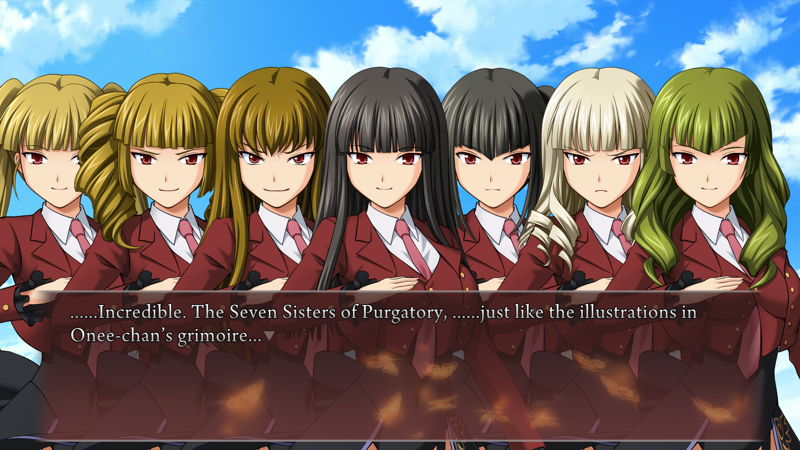 ......Incredible. The Seven Sisters of Purgatory, ......just like the illustrations in
Onee-chan's grimoire...